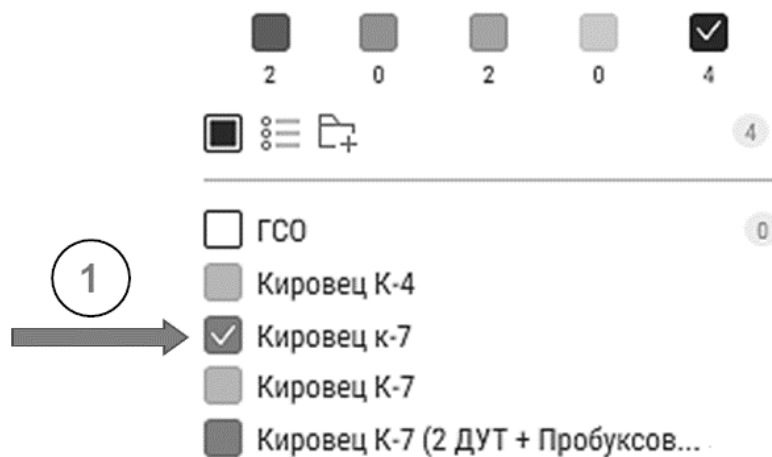 2 0 2 0 4
4
ГСО 0
Кировец К-4
1
Кировец к-7
Кировец К-7
Кировец К-7 (2 ДУТ + Пробуксов...